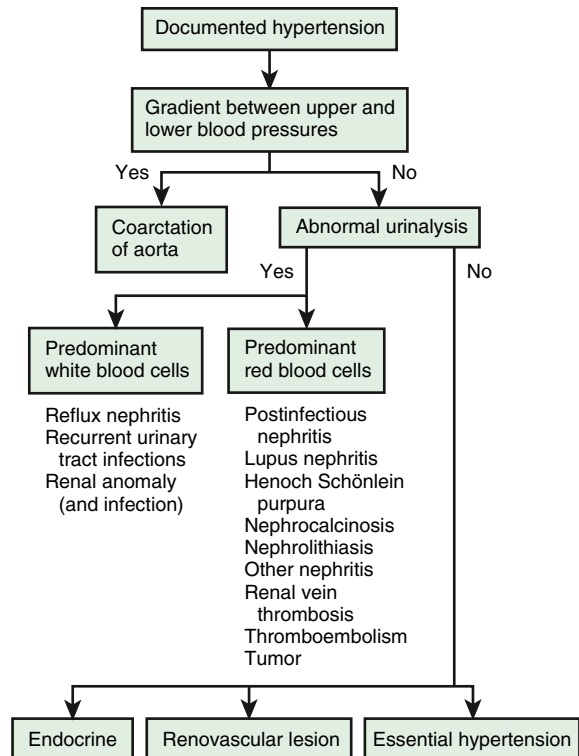 Documented hypertension
Gradient between upper and
lower blood pressures
Yes
No
Coarctation
of aorta
Abnormal urinalysis
Yes
No
Predominant
white blood cells
Reflux nephritis
Recurrent urinary
tract infections
Renal anomaly
(and infection)
Predominant
red blood cells
Postinfectious
nephritis
Lupus nephritis
Henoch Schönlein
purpura
Nephrocalcinosis
Nephrolithiasis
Other nephritis
Renal vein
thrombosis
Thromboembolism
Tumor
Endocrine
Renovascular lesion
Essential hypertension